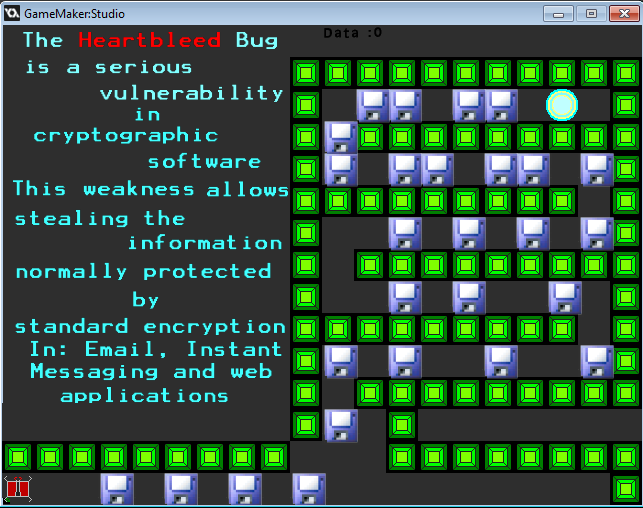 GameMaker:Studio
Data :0
The Heartbleed Bug
is a serious
vulnerability
in
cryptographic
software
This weakness allows
stealing the
information
normally protected
by
standard encryption
In: Email, Instant
Messaging and web
applications